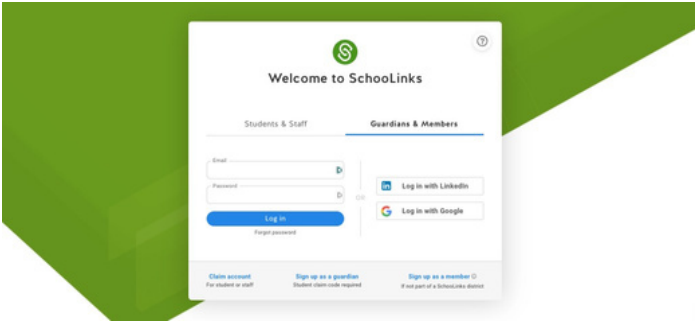 Welcome to SchooLinks
Students & Staff
Guardians & Members
Email
Password
Log in
Forgot password
OR
Log in with LinkedIn
Log in with Google
Claim account
For student or staff
Sign up as a guardian
Student claim code required
Sign up as a member
If not part of a SchooLinks district